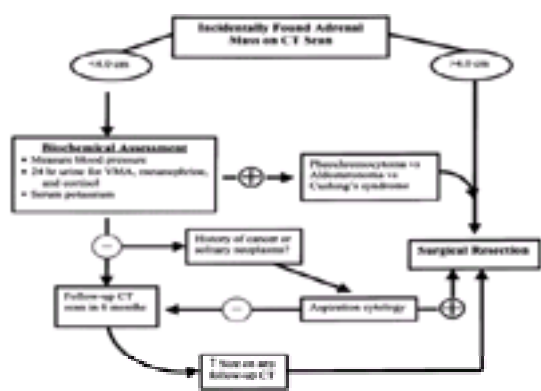 Incidentally Found Adrenal
Mass on CT Scan
<4.0 cm
>4.0 cm
Biochemical Assessment
• Measure blood pressure
• 24 hr urine for VMA, metanephrine,
and cortisol
• Serum potassium
+
Pheochromocytoma vs
Aldosteronoma vs
Cushing's syndrome
−
History of cancer or
solitary neoplasms?
Surgical Resection
Follow-up CT
scan in 6 months
−
Aspiration cytology
+
↑ Size on any
follow-up CT